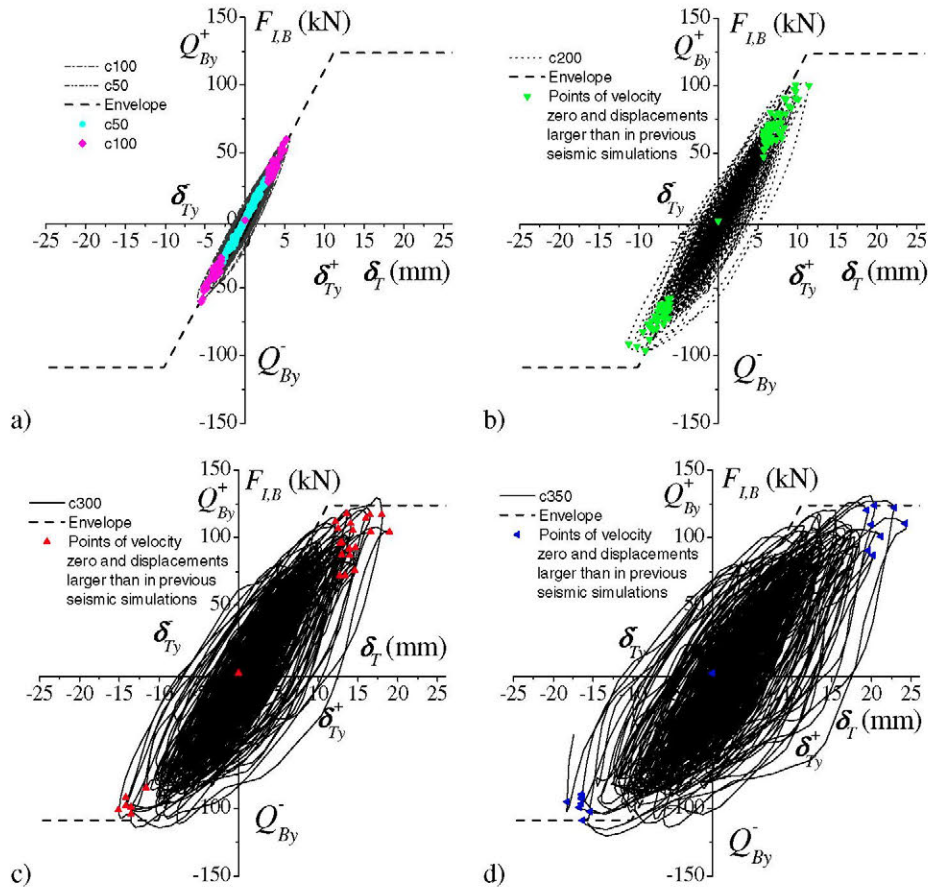 150
F_{I,B} (kN)
Q^+_{By}
c100
c50
Envelope
c50
c100
100
50
δ^-_{Ty}
0
-25 -20 -15 -10 -5 5 10 15 20 25
δ^+_{Ty} δ_T (mm)
-50
-100
Q^-_{By}
-150
a)
150
F_{I,B} (kN)
Q^+_{By}
c200
Envelope
Points of velocity
zero and displacements
larger than in previous
seismic simulations
100
50
δ^-_{Ty}
-25 -20 -15 -10 -5 5 10 15 20 25
δ^+_{Ty} δ_T (mm)
-50
-100
Q^-_{By}
-150
b)
150
F_{I,B} (kN)
Q^+_{By}
c300
Envelope
Points of velocity
zero and displacements
larger than in previous
seismic simulations
100
50
δ^-_{Ty}
δ_T (mm)
-25 -20 -15 -10 -5 5 10 15 20 25
δ^+_{Ty}
-100
Q^-_{By}
-150
c)
150
F_{I,B} (kN)
Q^+_{By}
c350
Envelope
Points of velocity
zero and displacements
larger than in previous
seismic simulations
100
50
δ_{Ty}
-25 -20 -15 -10 -5 5 10 15 20 25
δ_T (mm)
δ^+_{Ty}
-100
Q^-_{By}
-150
d)